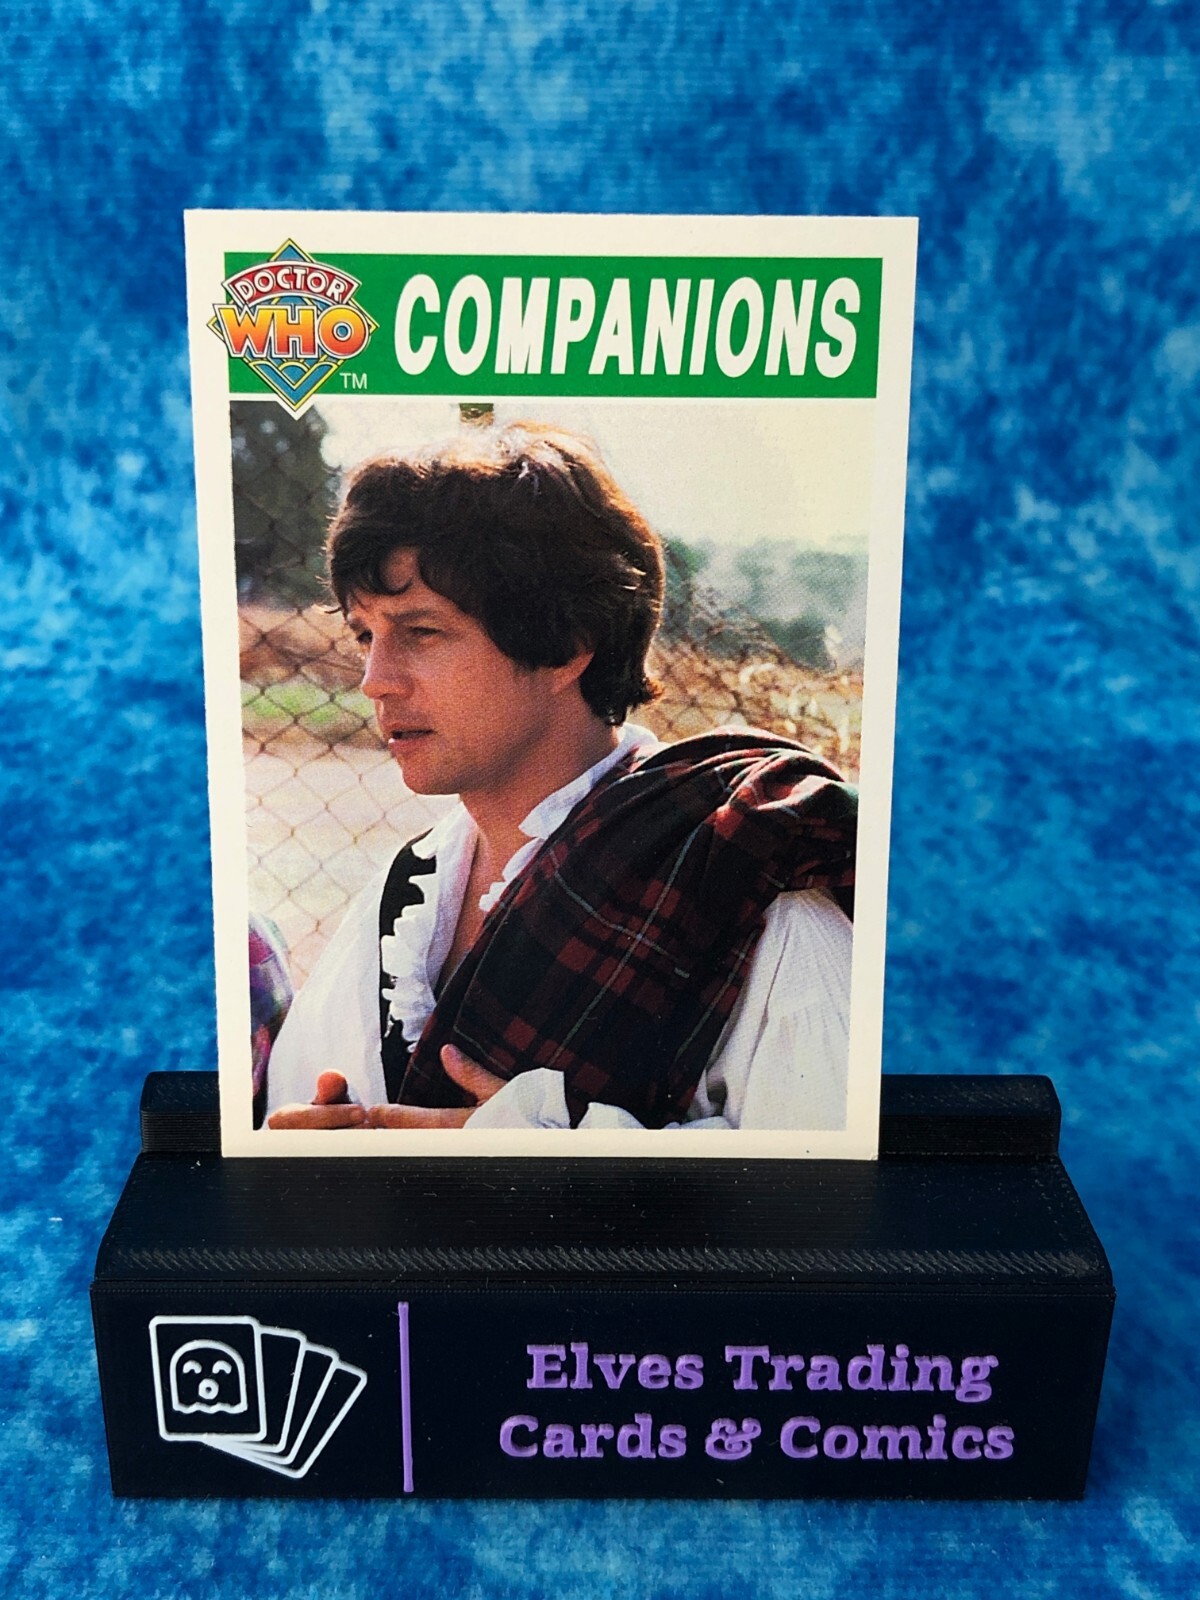 DOCTOR
WHO
TM
COMPANIONS
Elves Trading
Cards & Comics